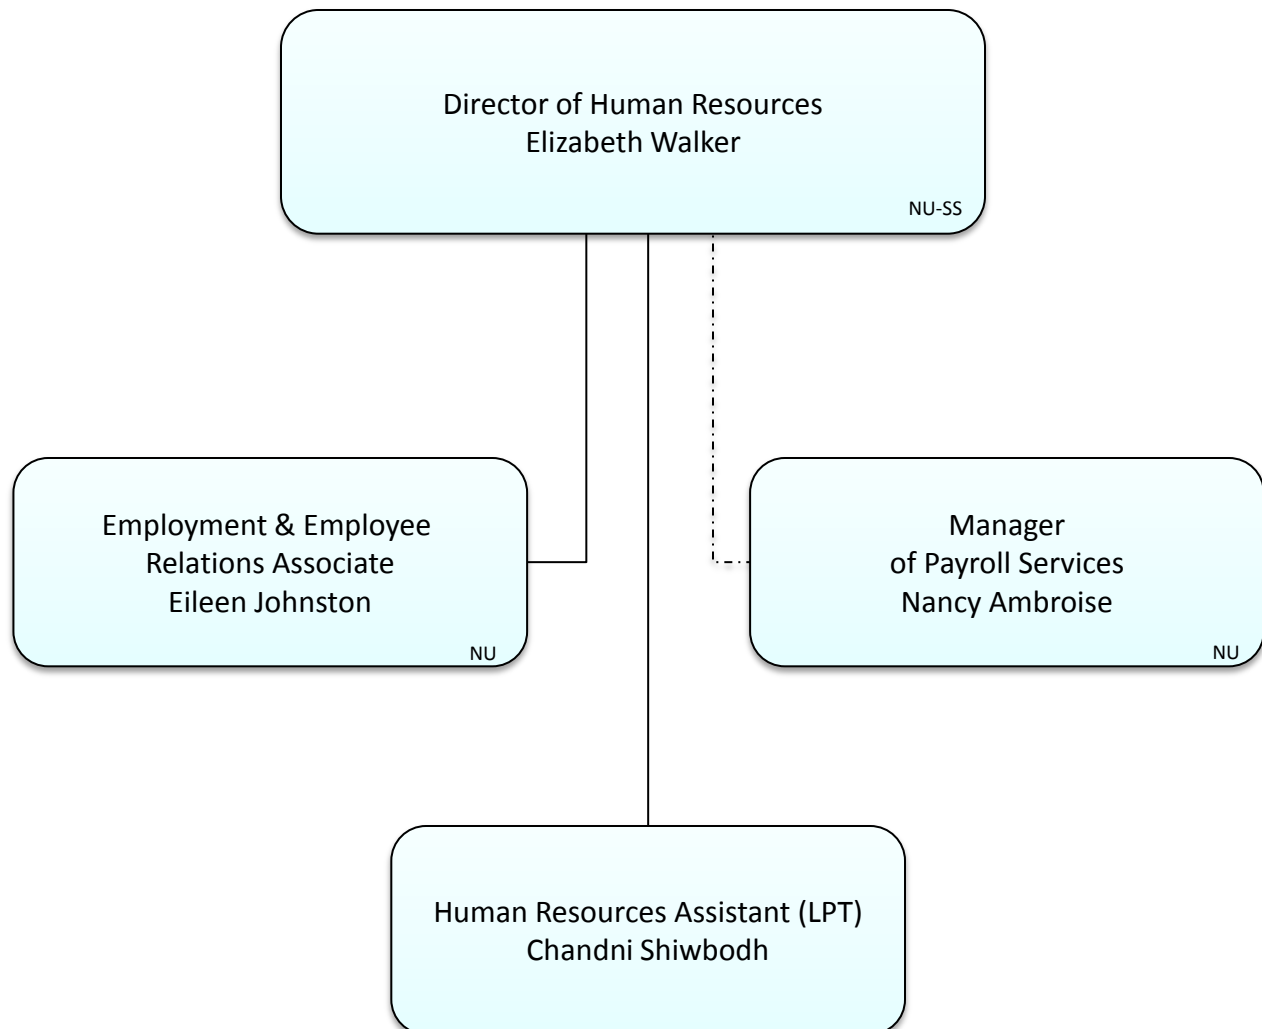 Director of Human Resources
Elizabeth Walker
NU-SS
Employment & Employee
Relations Associate
Eileen Johnston
NU
Manager
of Payroll Services
Nancy Ambroise
NU
Human Resources Assistant (LPT)
Chandni Shiwbodh